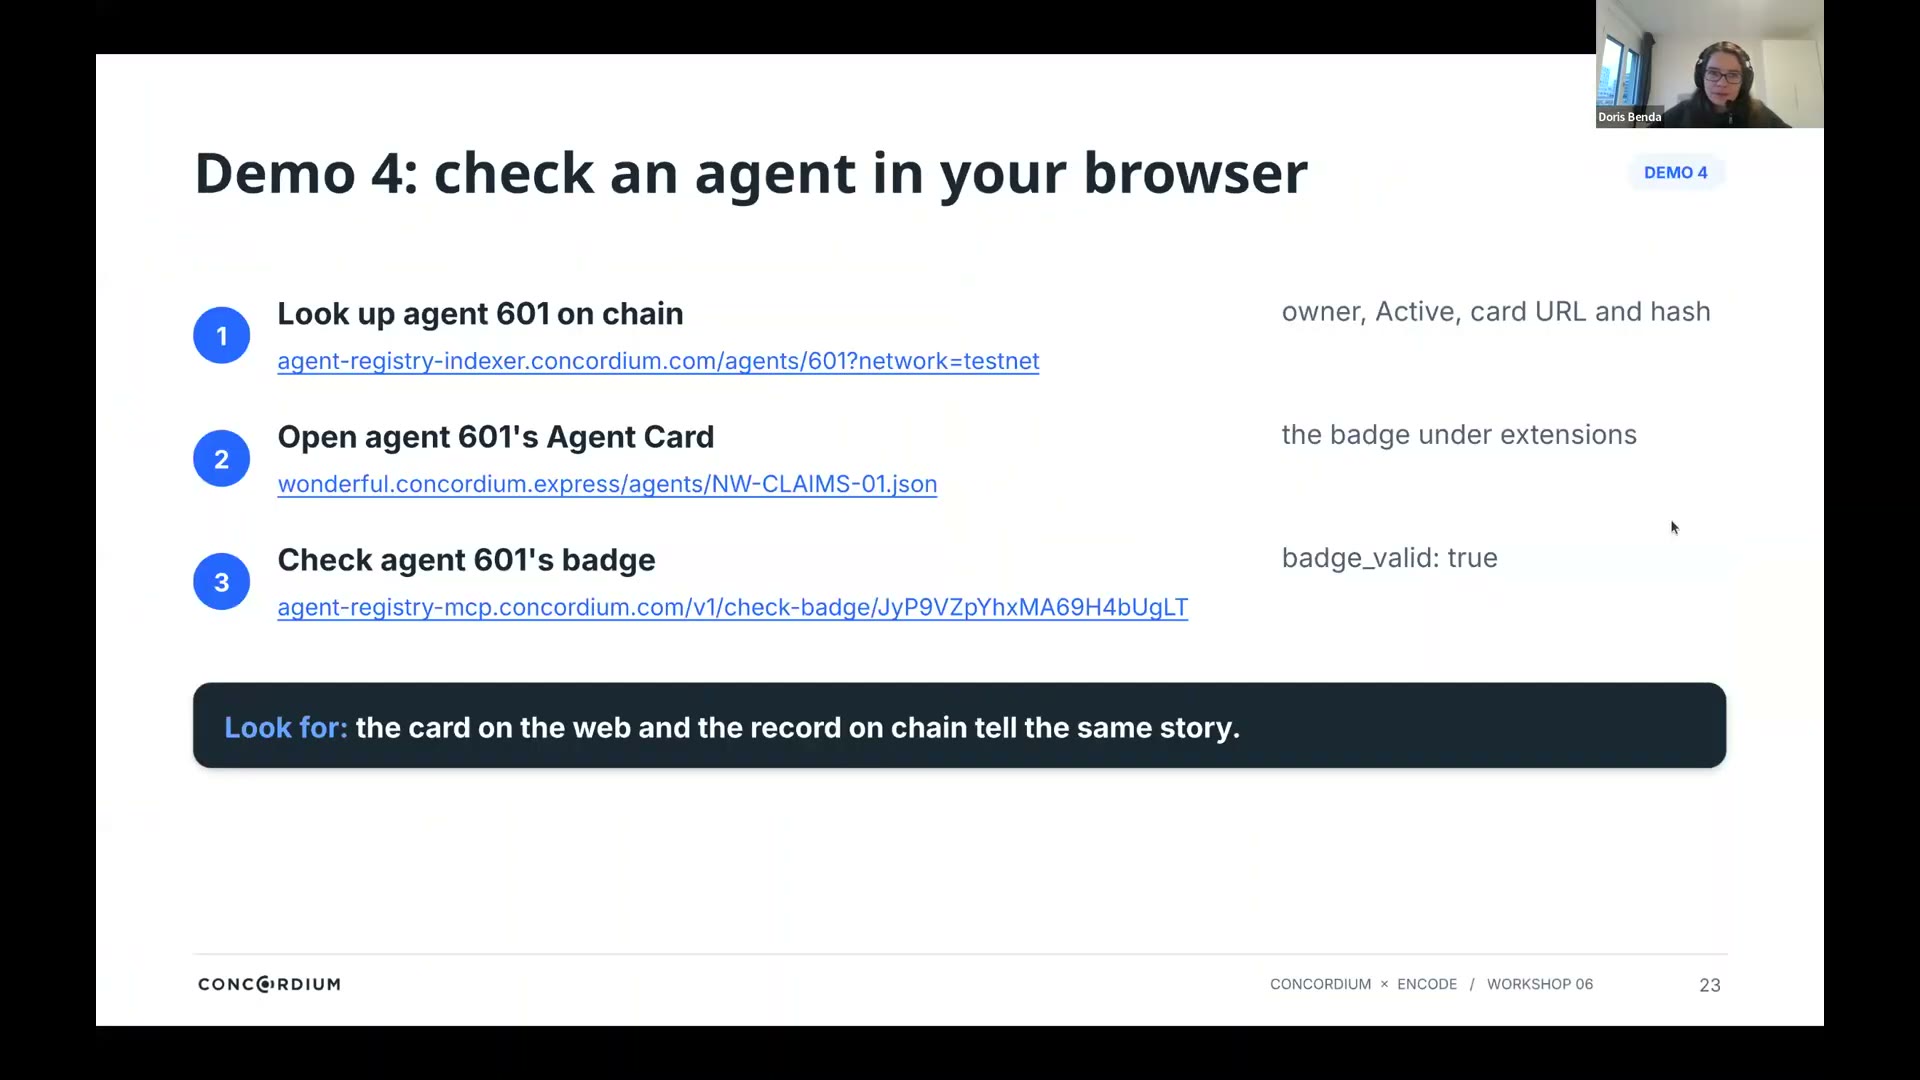 Doris Benda
Demo 4: check an agent in your browser
DEMO 4
1
Look up agent 601 on chain
owner, Active, card URL and hash
agent-registry-indexer.concordium.com/agents/601?network=testnet
2
Open agent 601's Agent Card
the badge under extensions
wonderful.concordium.express/agents/NW-CLAIMS-01.json
3
Check agent 601's badge
badge_valid: true
agent-registry-mcp.concordium.com/v1/check-badge/JyP9VZpYhxMA69H4bUgLT
Look for: the card on the web and the record on chain tell the same story.
CONCORDIUM
CONCORDIUM × ENCODE / WORKSHOP 06
23